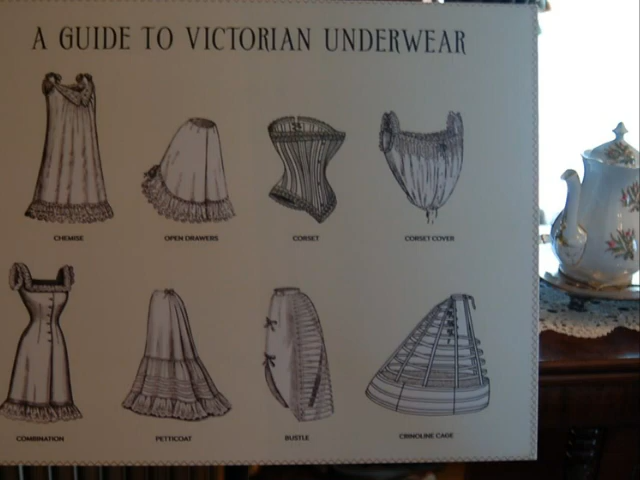 A GUIDE TO VICTORIAN UNDERWEAR
CHEMISE
OPEN DRAWERS
CORSET
CORSET COVER
COMBINATION
PETTICOAT
BUSTLE
CRINOLINE CAGE